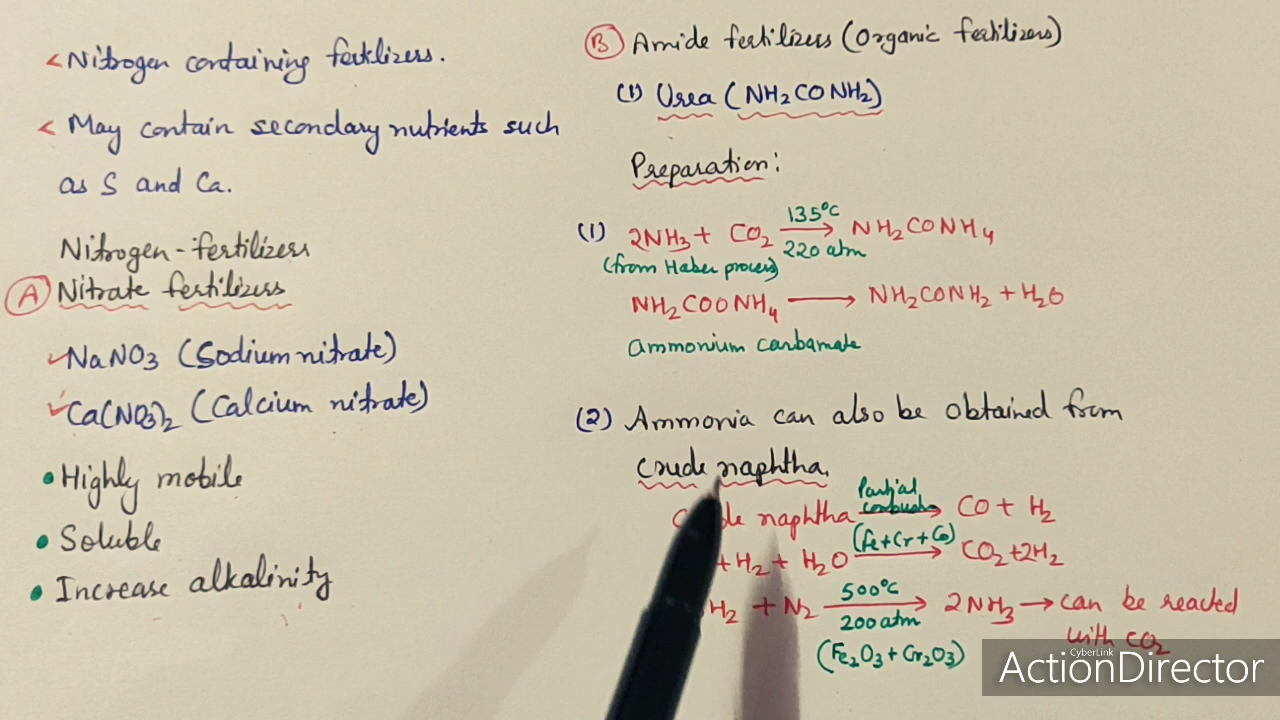 Nitrogen containing fertilizers.
May contain secondary nutrients such
as S and Ca.
Nitrogen-fertilizers
A Nitrate fertilizers
NaNO3 (Sodium nitrate)
Ca(NO3)2 (Calcium nitrate)
• Highly mobile
• Soluble
• Increase alkalinity
B Amide fertilizers (Organic fertilizers)
(1) Urea (NH2CONH2)
Preparation:
(1) 2NH3 + CO2 135°C 220 atm → NH2CONH4
(from Haber process)
NH2COONH4 → NH2CONH2 + H2O
Ammonium carbamate
(2) Ammonia can also be obtained from
crude naphtha.
naphtha Partial combustn → CO + H2
+ H2 + H2O (Fe+Cr+Co) → CO2 + 2H2
H2 + N2 500°C 200 atm → 2NH3 → can be reacted
with CO2
(Fe2O3 + Cr2O3)
CyberLink
ActionDirector